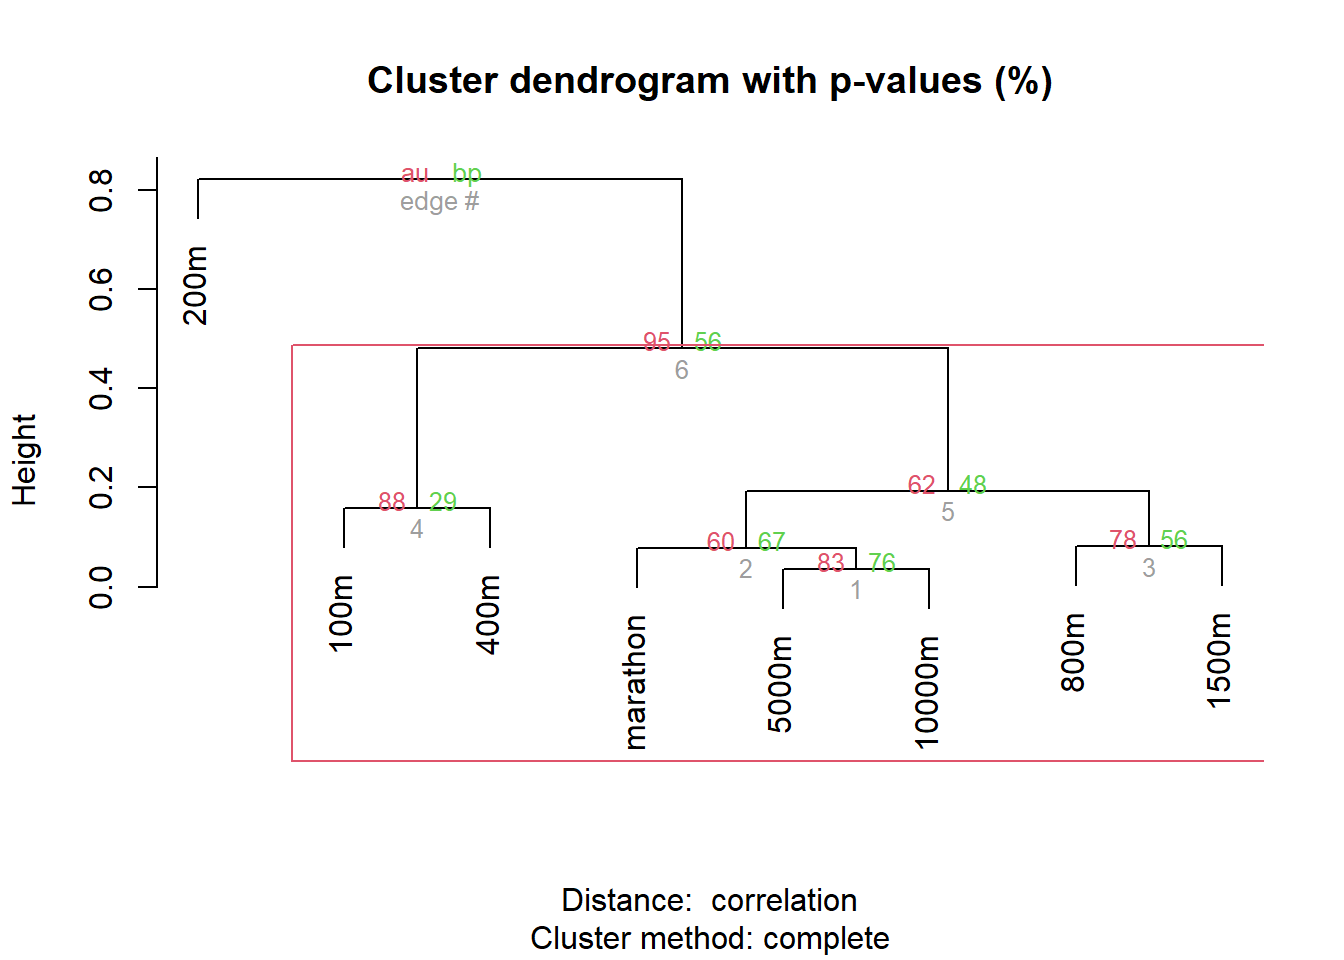 Cluster dendrogram with p-values (%)
Height
0.0 0.2 0.4 0.6 0.8
au bp
edge #
200m
95 56
6
62 48
5
88 29
4
60 67
2
83 76
1
78 56
3
100m
400m
marathon
5000m
10000m
800m
1500m
Distance:  correlation
Cluster method: complete